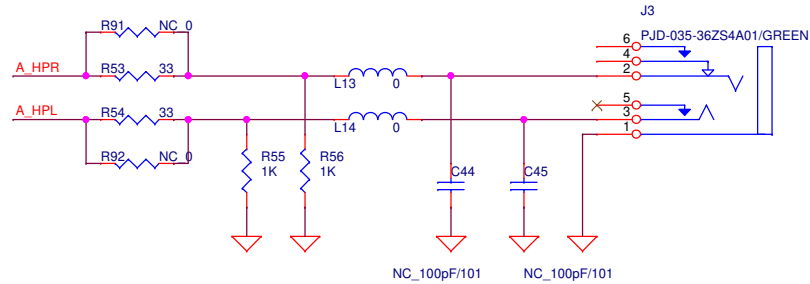 J3
R91 NC_0
6 PJD-035-36ZS4A01/GREEN
4
A_HPR R53 33 2
L13 0
5
A_HPL R54 33 3
L14 0 1
R92 NC_0
R55 R56
1K 1K
C44 C45
NC_100pF/101 NC_100pF/101